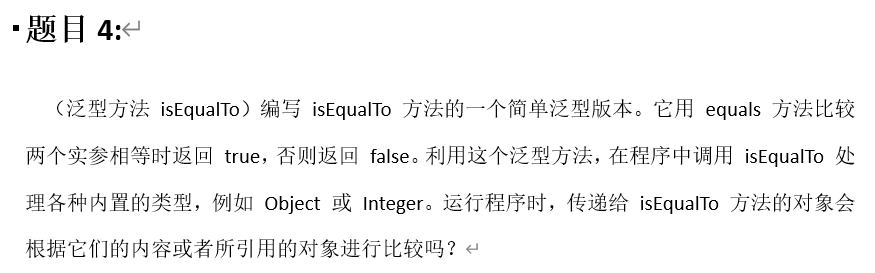 ▪题目 4:↵
（泛型方法 isEqualTo）编写 isEqualTo 方法的一个简单泛型版本。它用 equals 方法比较
两个实参相等时返回 true，否则返回 false。利用这个泛型方法，在程序中调用 isEqualTo 处
理各种内置的类型，例如 Object 或 Integer。运行程序时，传递给 isEqualTo 方法的对象会
根据它们的内容或者所引用的对象进行比较吗？↵